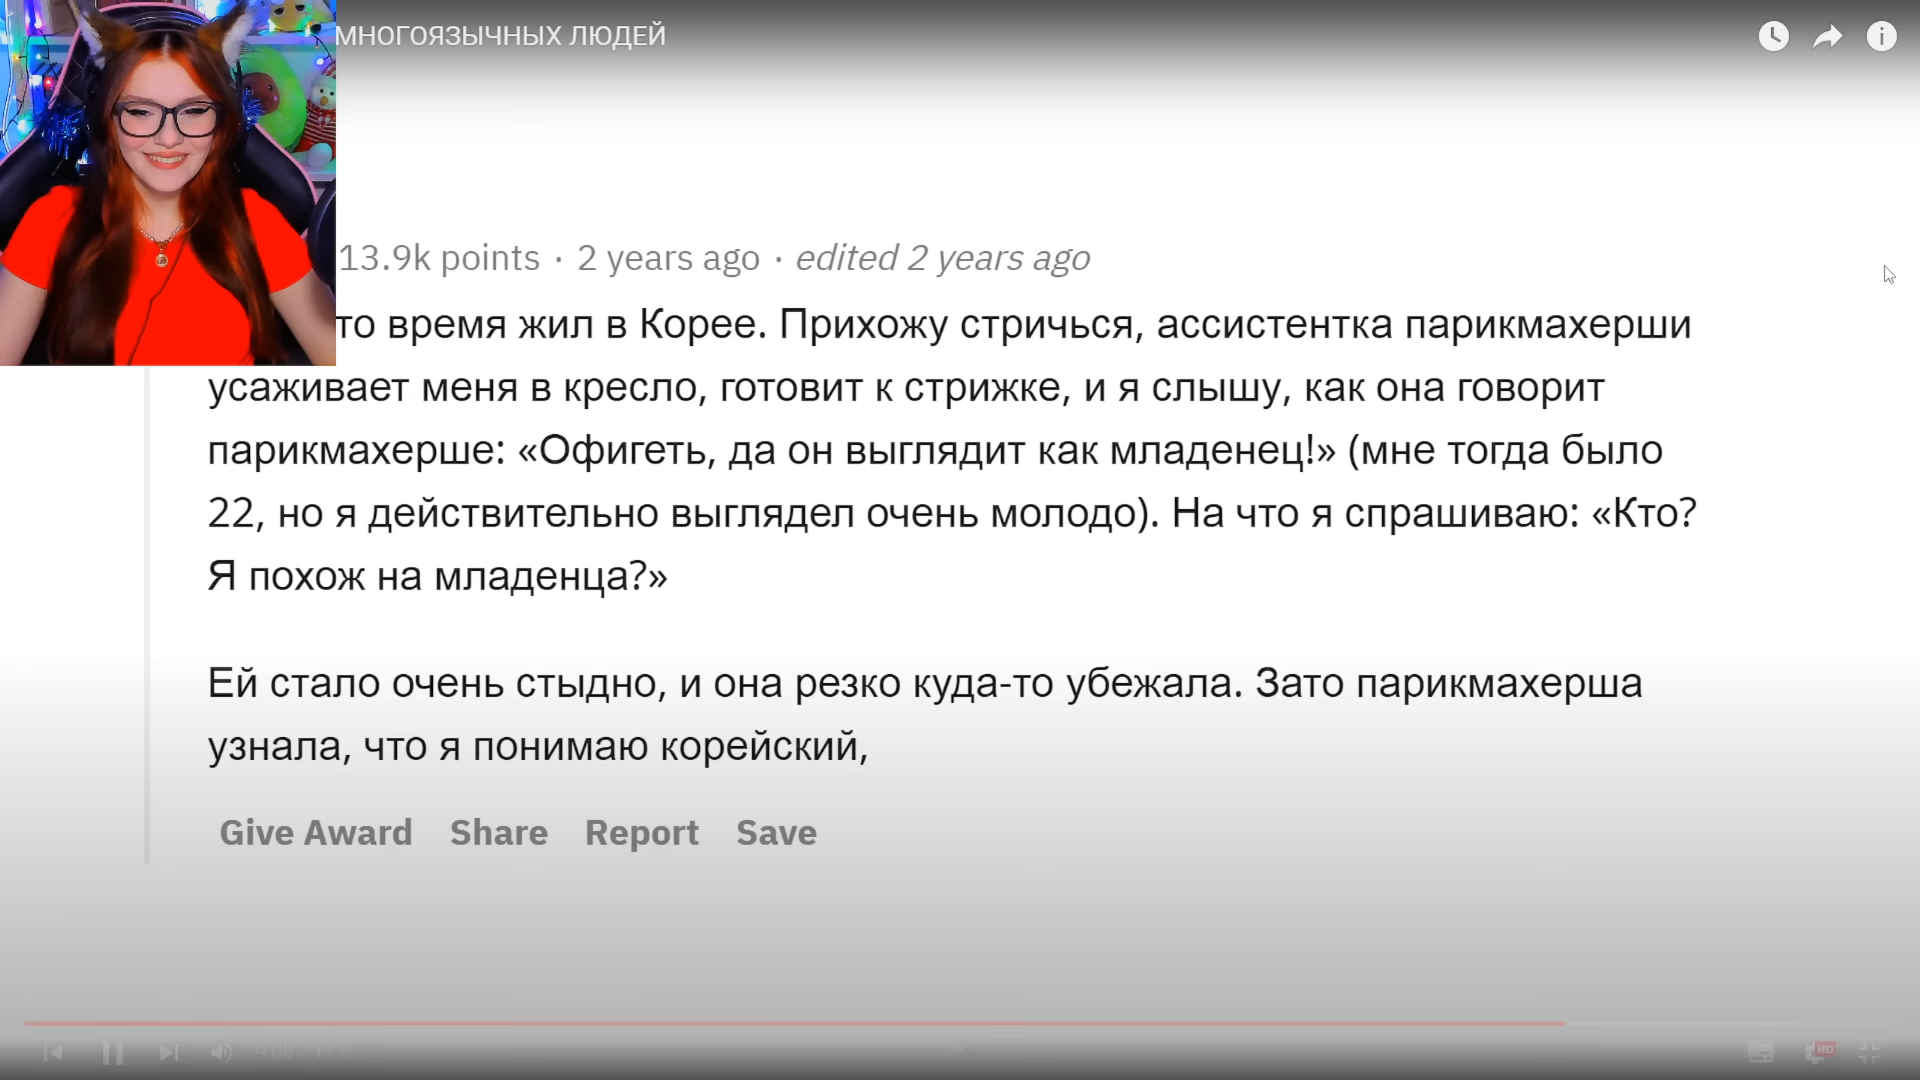 МНОГОЯЗЫЧНЫХ ЛЮДЕЙ
13.9k points · 2 years ago · edited 2 years ago
то время жил в Корее. Прихожу стричься, ассистентка парикмахерши
усаживает меня в кресло, готовит к стрижке, и я слышу, как она говорит
парикмахерше: «Офигеть, да он выглядит как младенец!» (мне тогда было
22, но я действительно выглядел очень молодо). На что я спрашиваю: «Кто?
Я похож на младенца?»
Ей стало очень стыдно, и она резко куда-то убежала. Зато парикмахерша
узнала, что я понимаю корейский,
Give Award Share Report Save
HD